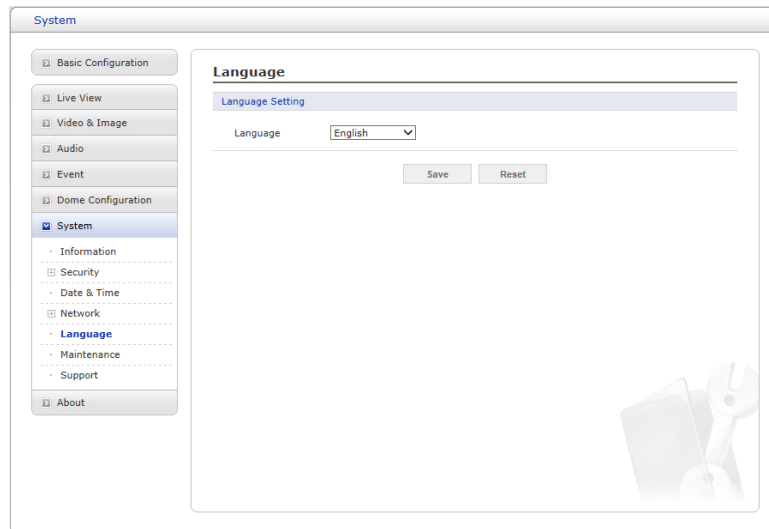 System
Basic Configuration
Live View
Video & Image
Audio
Event
Dome Configuration
System
Information
Security
Date & Time
Network
Language
Maintenance
Support
About
Language
Language Setting
Language English
Save Reset